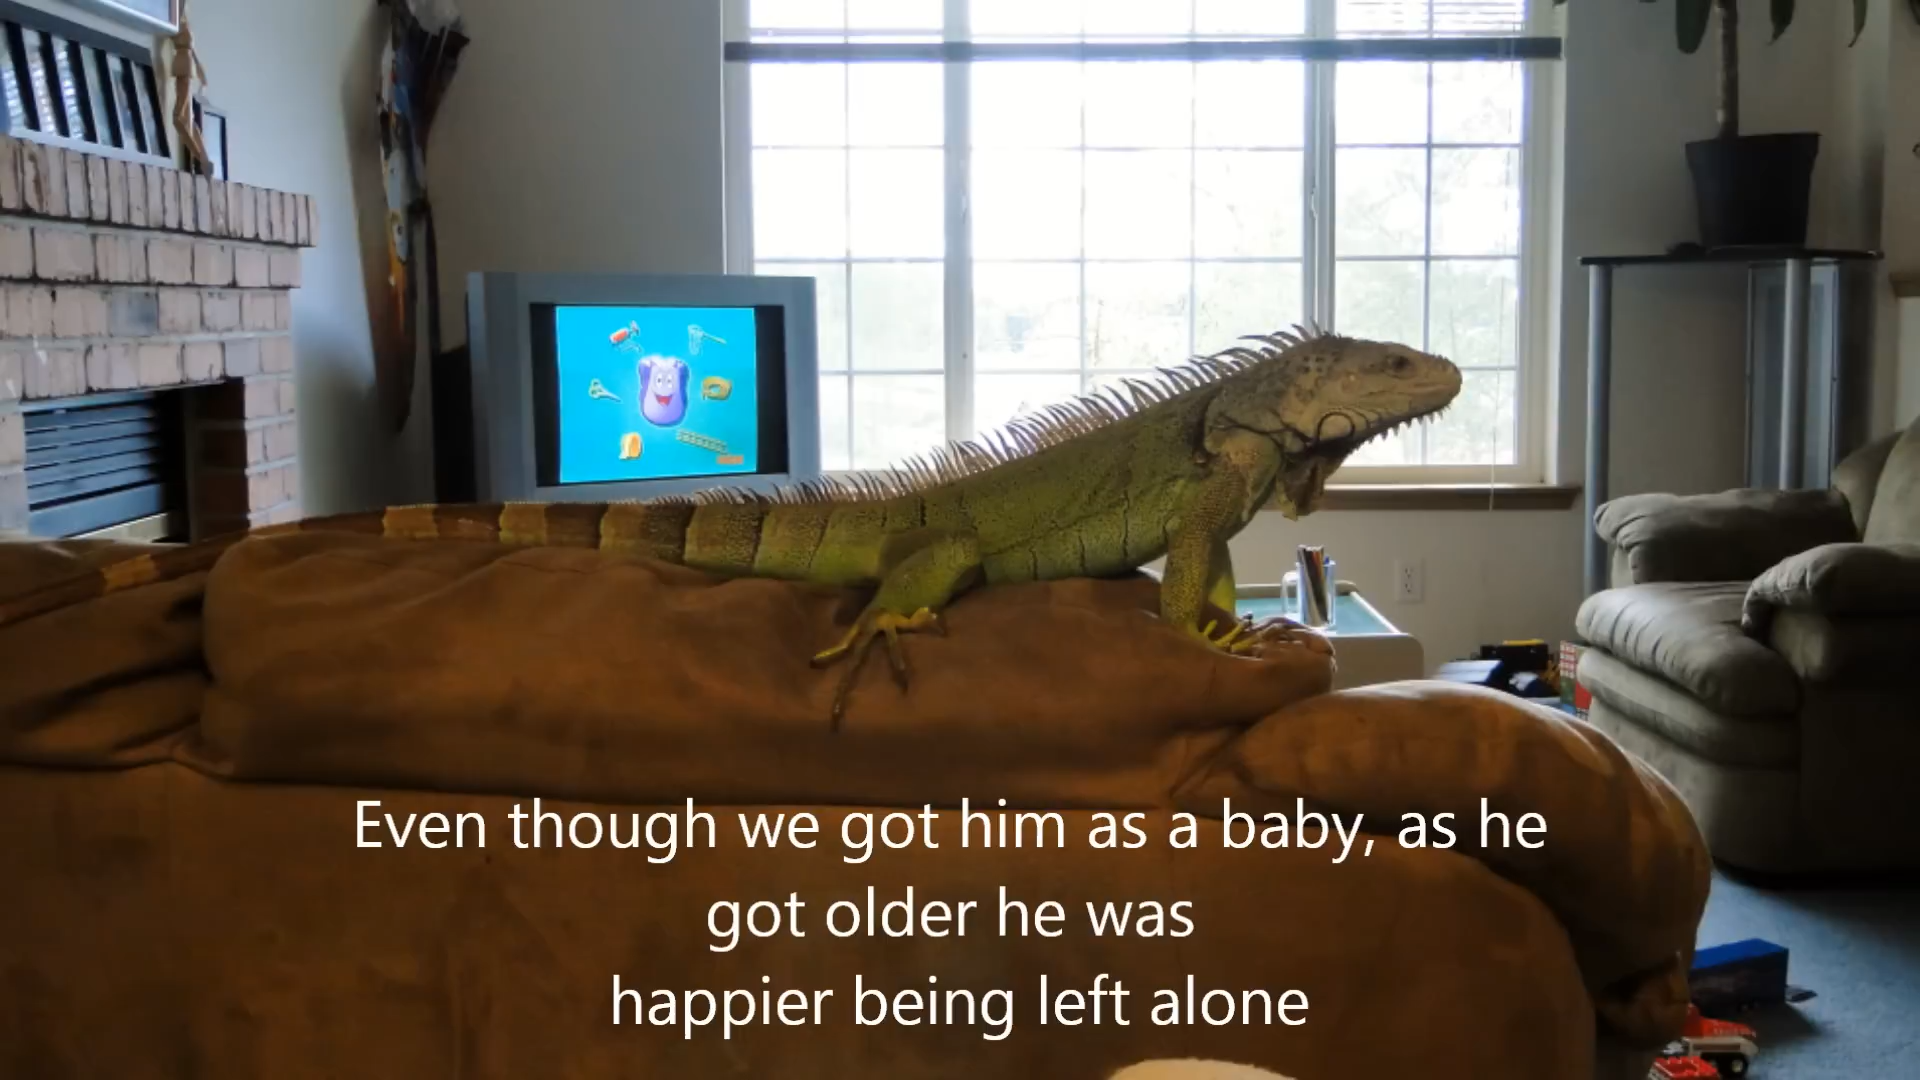 Even though we got him as a baby, as he
got older he was
happier being left alone